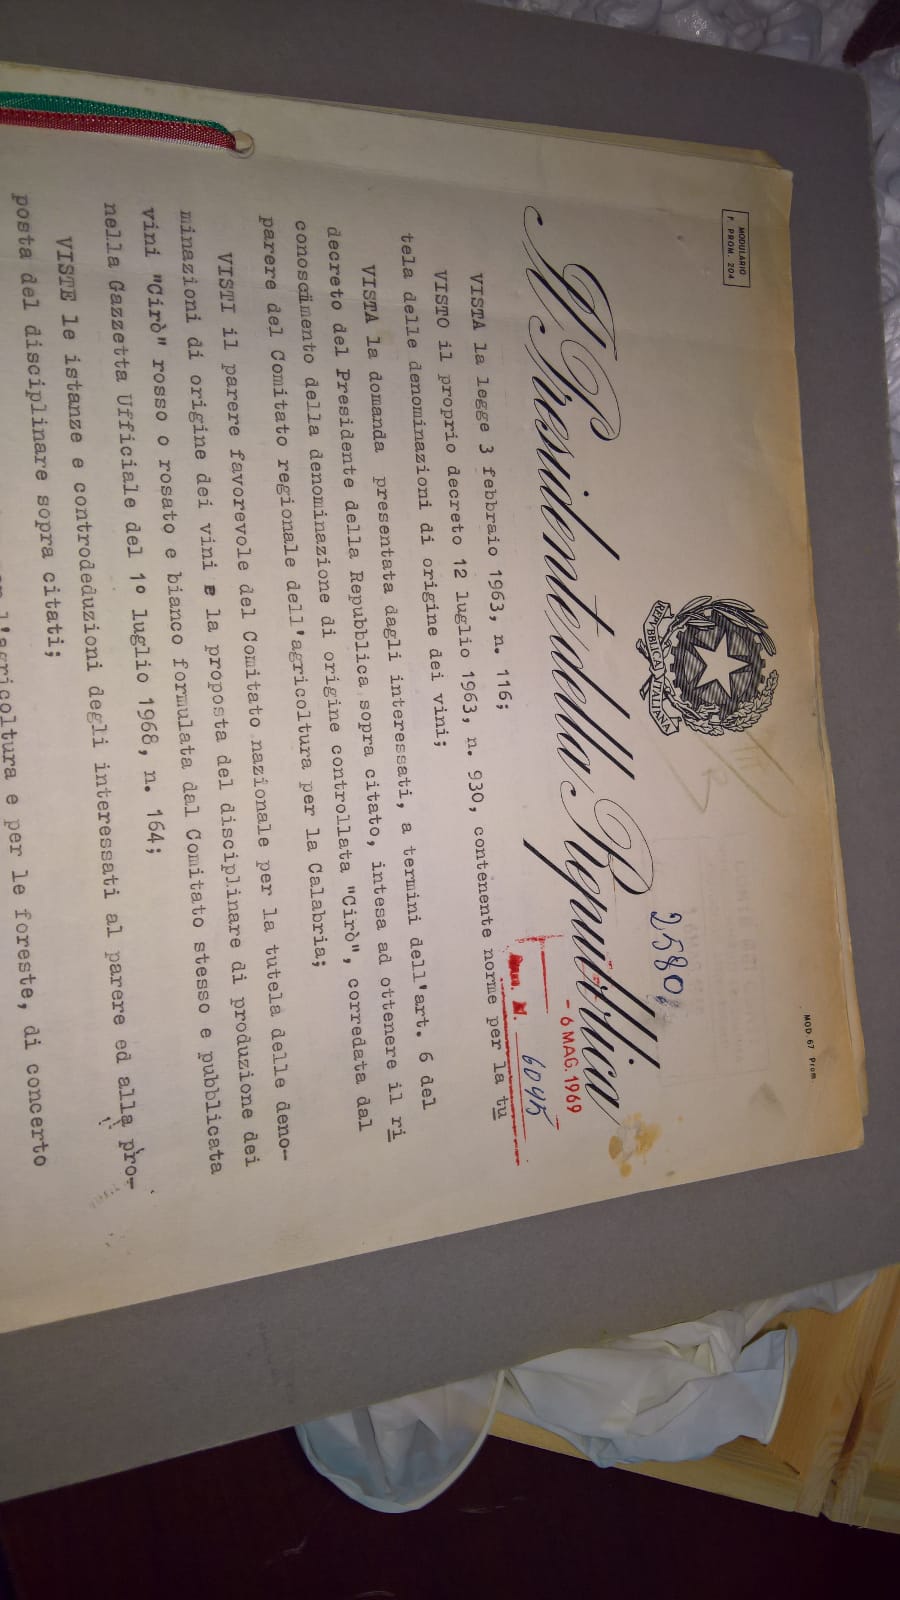 MODULARIO
F. PROM. 204
MOD. 67 Prom
REPVBBLICA ITALIANA
2580
Il Presidente della Repubblica
- 6 MAG. 1969
6095
VISTA la legge 3 febbraio 1963, n. 116;
VISTO il proprio decreto 12 luglio 1963, n. 930, contenente norme per la tu
tela delle denominazioni di origine dei vini;
VISTA la domanda presentata dagli interessati, a termini dell'art. 6 del
decreto del Presidente della Repubblica sopra citato, intesa ad ottenere il ri
conoscimento della denominazione di origine controllata "Cirò", corredata dal
parere del Comitato regionale dell'agricoltura per la Calabria;
VISTI il parere favorevole del Comitato nazionale per la tutela delle deno-
minazioni di origine dei vini e la proposta del disciplinare di produzione dei
vini "Cirò" rosso o rosato e bianco formulata dal Comitato stesso e pubblicata
nella Gazzetta Ufficiale del 1º luglio 1968, n. 164;
VISTE le istanze e controdeduzioni degli interessati al parere ed alla pro-
posta del disciplinare sopra citati;
l'agricoltura e per le foreste, di concerto